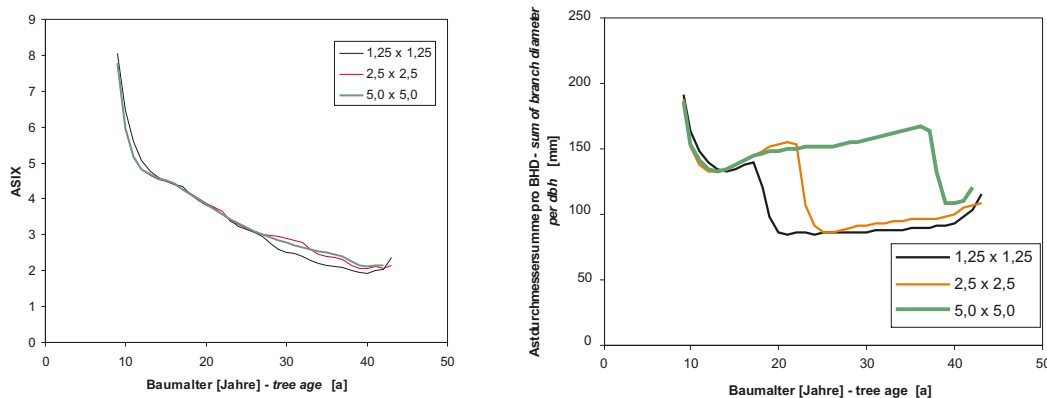 9
8
7
6
5
4
3
2
1
0
0
10
20
30
40
50
ASIX
Baumalter [Jahre] - tree age [a]
1,25 x 1,25
2,5 x 2,5
5,0 x 5,0
250
200
150
100
50
0
0
10
20
30
40
50
Astdurchmessersumme pro BHD - sum of branch diameter
per dbh [mm]
Baumalter [Jahre] - tree age [a]
1,25 x 1,25
2,5 x 2,5
5,0 x 5,0